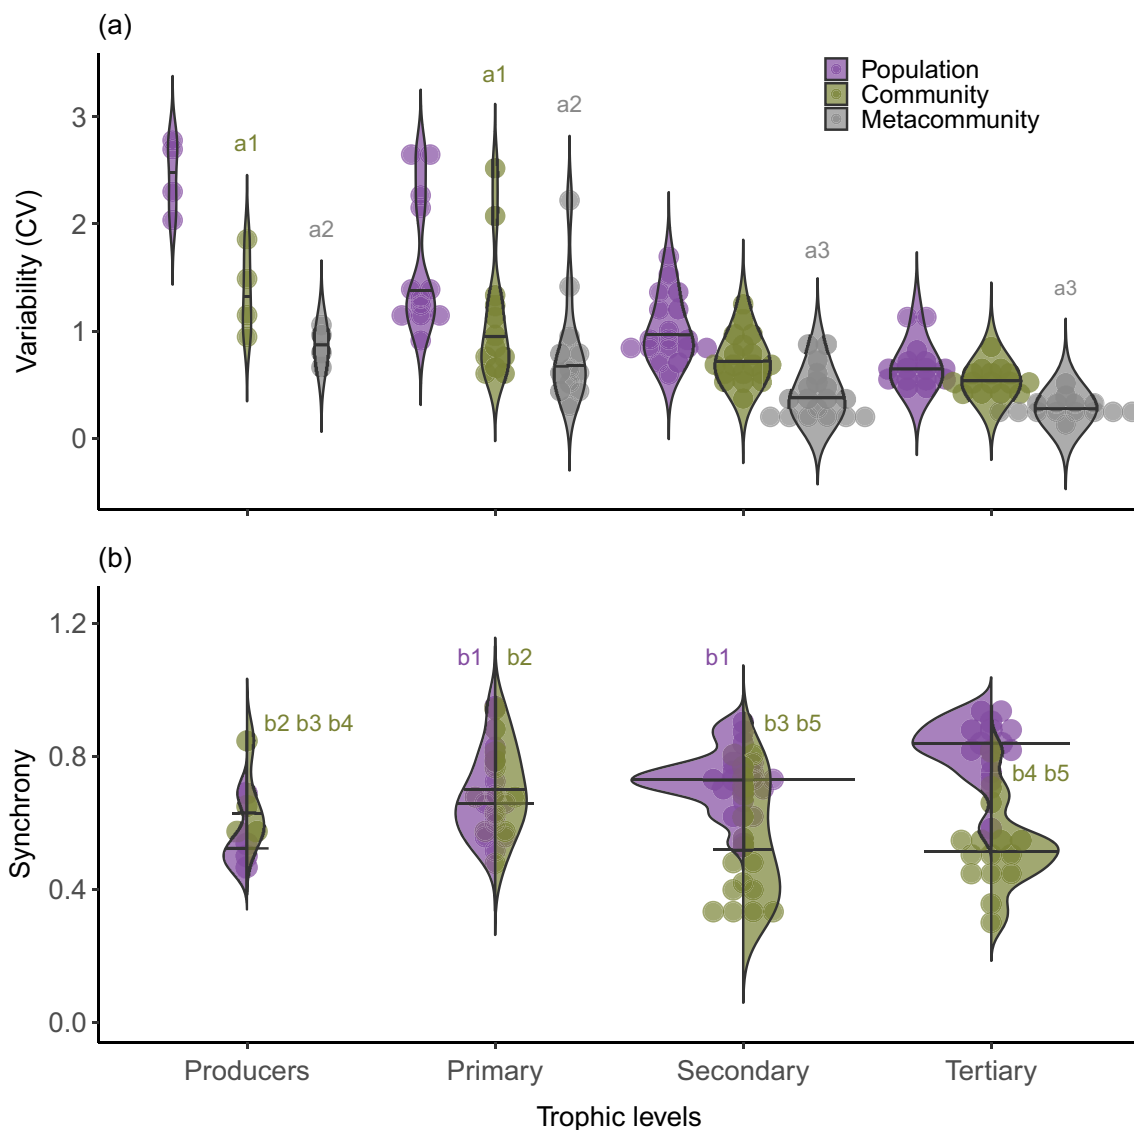 (a)
Population
Community
Metacommunity
a1
a2
a1
a2
a3
a3
3
2
1
0
Variability (CV)
(b)
b2 b3 b4
b1 b2
b1
b3 b5
b4 b5
1.2
0.8
0.4
0.0
Synchrony
Producers Primary Secondary Tertiary
Trophic levels